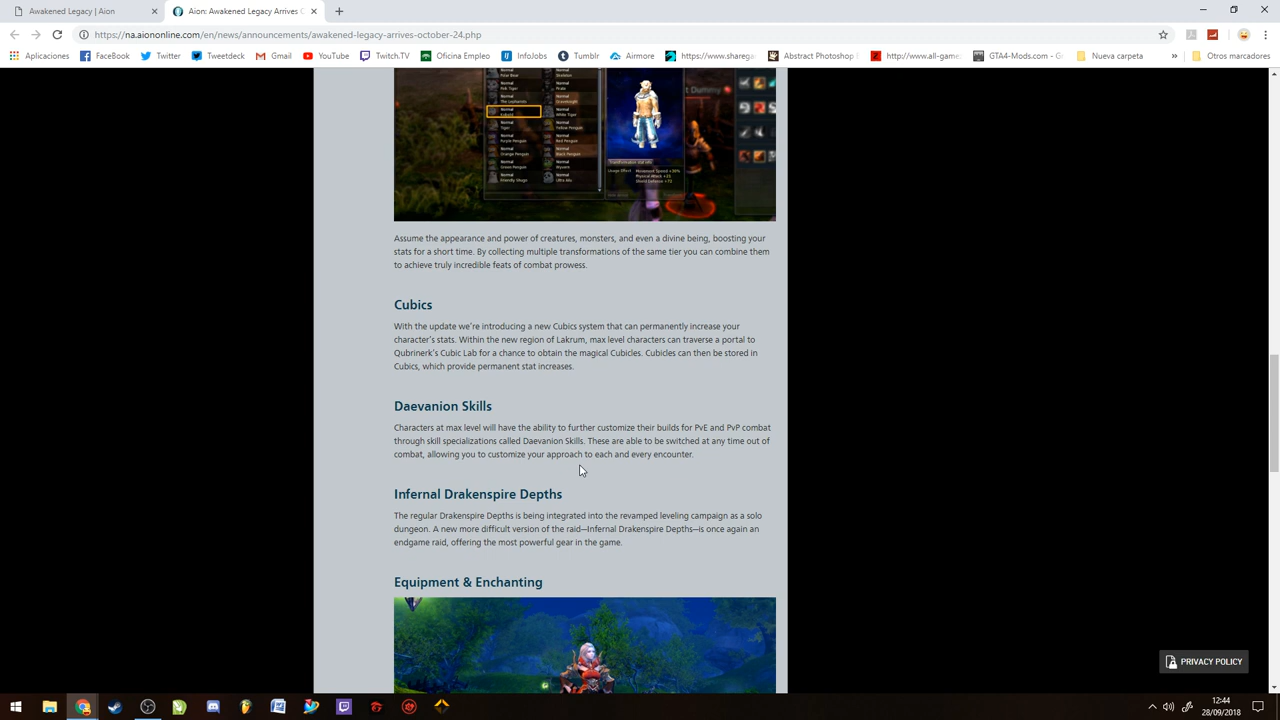 Awakened Legacy | Aion
Aion: Awakened Legacy Arrives O
https://na.aiononline.com/en/news/announcements/awakened-legacy-arrives-october-24.php
Aplicaciones FaceBook Twitter Tweetdeck Gmail YouTube Twitch.TV Oficina Empleo InfoJobs Tumblr Airmore https://www.sharega Abstract Photoshop http://www.all-game GTA4-Mods.com - G Nueva carpeta » Otros marcadores
Assume the appearance and power of creatures, monsters, and even a divine being, boosting your
stats for a short time. By collecting multiple transformations of the same tier you can combine them
to achieve truly incredible feats of combat prowess.
Cubics
With the update we're introducing a new Cubics system that can permanently increase your
character's stats. Within the new region of Lakrum, max level characters can traverse a portal to
Qubrinerk's Cubic Lab for a chance to obtain the magical Cubicles. Cubicles can then be stored in
Cubics, which provide permanent stat increases.
Daevanion Skills
Characters at max level will have the ability to further customize their builds for PvE and PvP combat
through skill specializations called Daevanion Skills. These are able to be switched at any time out of
combat, allowing you to customize your approach to each and every encounter.
Infernal Drakenspire Depths
The regular Drakenspire Depths is being integrated into the revamped leveling campaign as a solo
dungeon. A new more difficult version of the raid—Infernal Drakenspire Depths—is once again an
endgame raid, offering the most powerful gear in the game.
Equipment & Enchanting
PRIVACY POLICY
12:44
28/09/2018